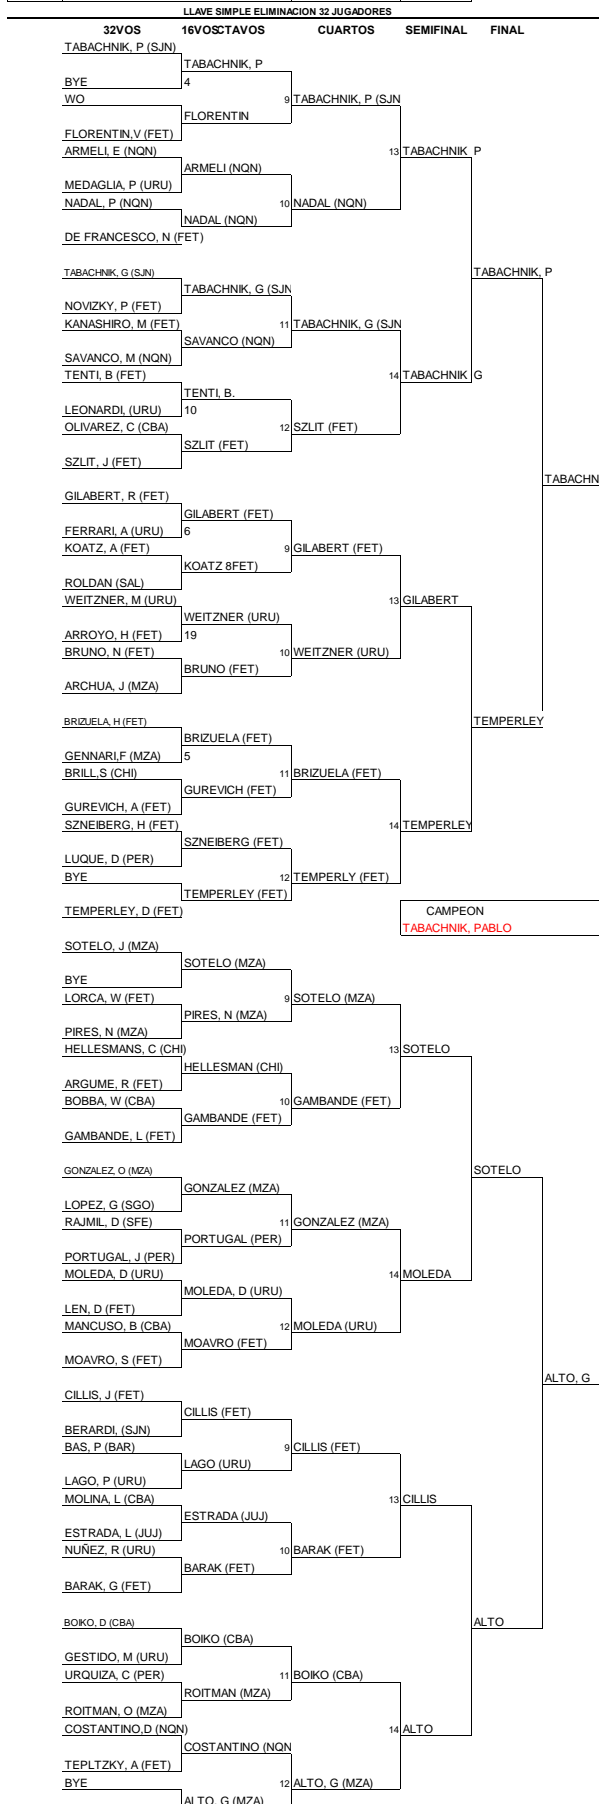 LLAVE SIMPLE ELIMINACION 32 JUGADORES
32VOS 16VOSCTAVOS CUARTOS SEMIFINAL FINAL
TABACHNIK, P (SJN)
TABACHNIK, P
BYE 4
WO 9 TABACHNIK, P (SJN
FLORENTIN
FLORENTIN,V (FET)
ARMELI, E (NQN) 13 TABACHNIK P
ARMELI (NQN)
MEDAGLIA, P (URU)
NADAL, P (NQN) 10 NADAL (NQN)
NADAL (NQN)
DE FRANCESCO, N (FET)
TABACHNIK, G (SJN) TABACHNIK, P
TABACHNIK, G (SJN
NOVIZKY, P (FET)
KANASHIRO, M (FET) 11 TABACHNIK, G (SJN
SAVANCO (NQN)
SAVANCO, M (NQN)
TENTI, B (FET) 14 TABACHNIK G
TENTI, B.
LEONARDI, (URU) 10
OLIVAREZ, C (CBA) 12 SZLIT (FET)
SZLIT (FET)
SZLIT, J (FET)
TABACHN
GILABERT, R (FET)
GILABERT (FET)
FERRARI, A (URU) 6
KOATZ, A (FET) 9 GILABERT (FET)
KOATZ 8FET)
ROLDAN (SAL)
WEITZNER, M (URU) 13 GILABERT
WEITZNER (URU)
ARROYO, H (FET) 19
BRUNO, N (FET) 10 WEITZNER (URU)
BRUNO (FET)
ARCHUA, J (MZA)
BRIZUELA, H (FET) TEMPERLEY
BRIZUELA (FET)
GENNARI,F (MZA) 5
BRILL,S (CHI) 11 BRIZUELA (FET)
GUREVICH (FET)
GUREVICH, A (FET)
SZNEIBERG, H (FET) 14 TEMPERLEY
SZNEIBERG (FET)
LUQUE, D (PER)
BYE 12 TEMPERLY (FET)
TEMPERLEY (FET)
TEMPERLEY, D (FET) CAMPEON
TABACHNIK, PABLO
SOTELO, J (MZA)
SOTELO (MZA)
BYE
LORCA, W (FET) 9 SOTELO (MZA)
PIRES, N (MZA)
PIRES, N (MZA)
HELLESMANS, C (CHI) 13 SOTELO
HELLESMAN (CHI)
ARGUME, R (FET)
BOBBA, W (CBA) 10 GAMBANDE (FET)
GAMBANDE (FET)
GAMBANDE, L (FET)
GONZALEZ, O (MZA) SOTELO
GONZALEZ (MZA)
LOPEZ, G (SGO)
RAJMIL, D (SFE) 11 GONZALEZ (MZA)
PORTUGAL (PER)
PORTUGAL, J (PER)
MOLEDA, D (URU) 14 MOLEDA
MOLEDA, D (URU)
LEN, D (FET)
MANCUSO, B (CBA) 12 MOLEDA (URU)
MOAVRO (FET)
MOAVRO, S (FET)
ALTO, G
CILLIS, J (FET)
CILLIS (FET)
BERARDI, (SJN)
BAS, P (BAR) 9 CILLIS (FET)
LAGO (URU)
LAGO, P (URU)
MOLINA, L (CBA) 13 CILLIS
ESTRADA (JUJ)
ESTRADA, L (JUJ)
NUÑEZ, R (URU) 10 BARAK (FET)
BARAK (FET)
BARAK, G (FET)
BOIKO, D (CBA) ALTO
BOIKO (CBA)
GESTIDO, M (URU)
URQUIZA, C (PER) 11 BOIKO (CBA)
ROITMAN (MZA)
ROITMAN, O (MZA)
COSTANTINO,D (NQN) 14 ALTO
COSTANTINO (NQN
TEPLTZKY, A (FET)
BYE 12 ALTO, G (MZA)
ALTO, G (MZA)